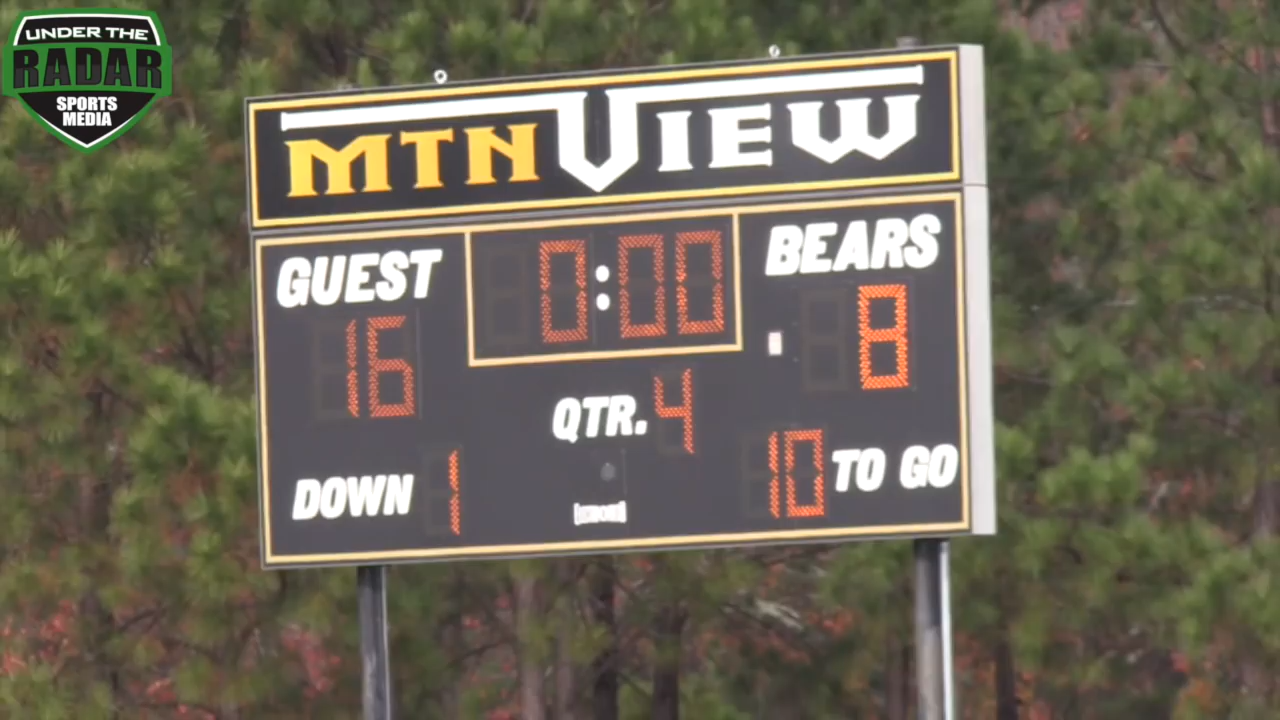 UNDER THE
RADAR
SPORTS
MEDIA
MTN VIEW
GUEST 0:00 BEARS
16 8
QTR. 4
DOWN 1 10 TO GO